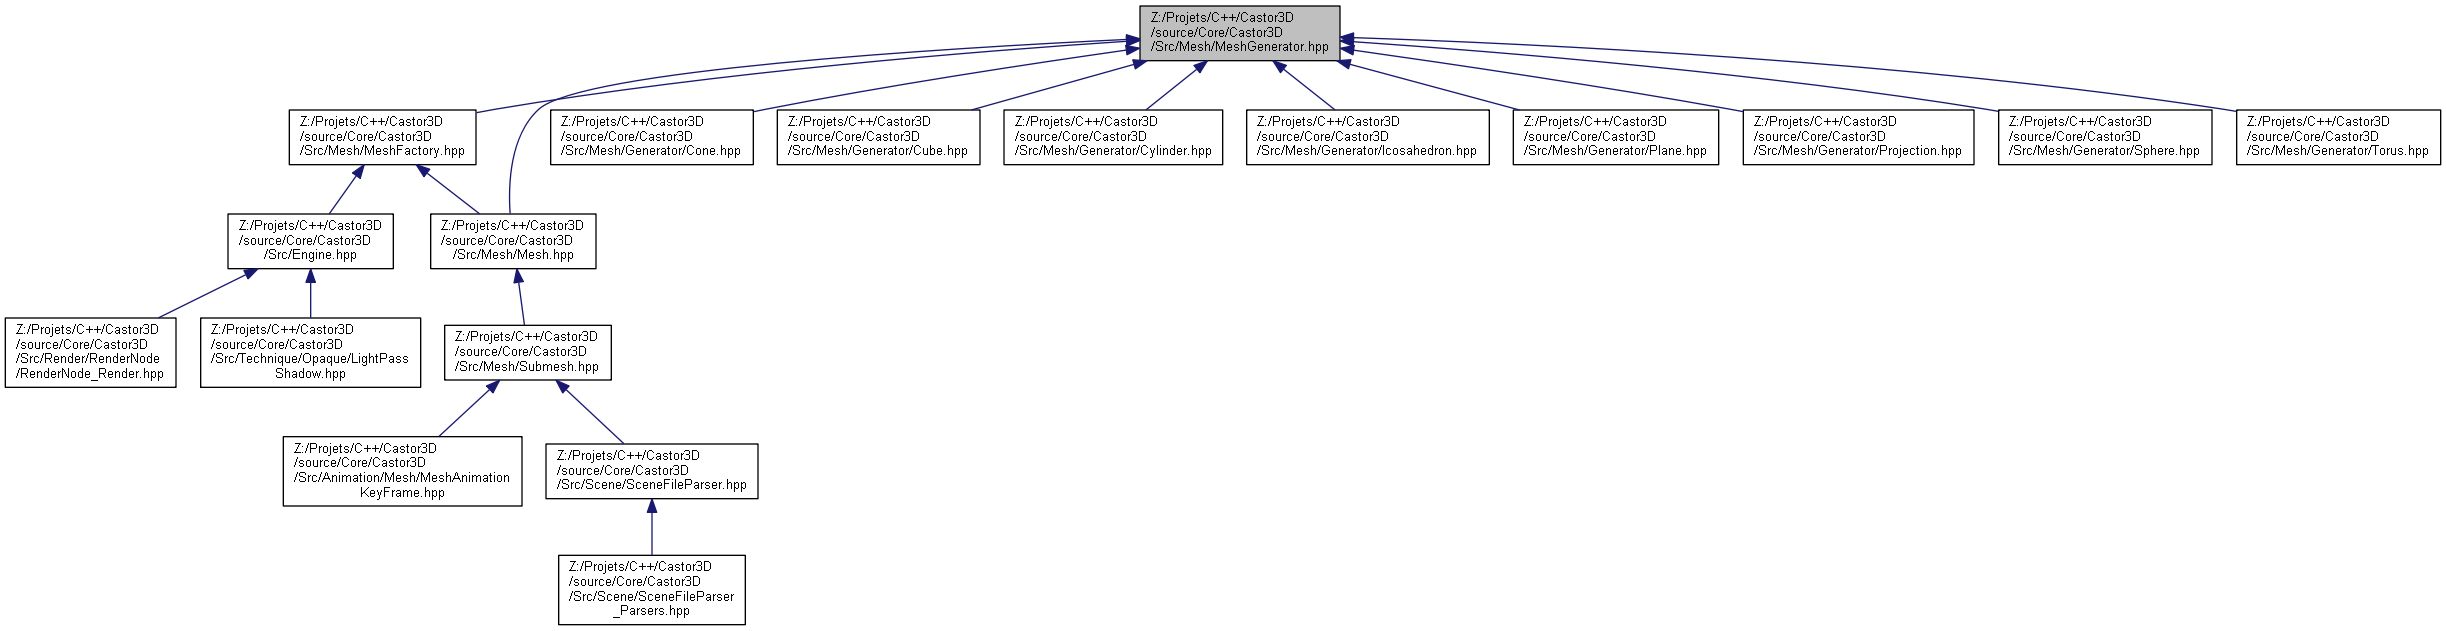 Z:/Projets/C++/Castor3D
/source/Core/Castor3D
/Src/Mesh/MeshGenerator.hpp
Z:/Projets/C++/Castor3D
/source/Core/Castor3D
/Src/Mesh/MeshFactory.hpp
Z:/Projets/C++/Castor3D
/source/Core/Castor3D
/Src/Mesh/Generator/Cone.hpp
Z:/Projets/C++/Castor3D
/source/Core/Castor3D
/Src/Mesh/Generator/Cube.hpp
Z:/Projets/C++/Castor3D
/source/Core/Castor3D
/Src/Mesh/Generator/Cylinder.hpp
Z:/Projets/C++/Castor3D
/source/Core/Castor3D
/Src/Mesh/Generator/Icosahedron.hpp
Z:/Projets/C++/Castor3D
/source/Core/Castor3D
/Src/Mesh/Generator/Plane.hpp
Z:/Projets/C++/Castor3D
/source/Core/Castor3D
/Src/Mesh/Generator/Projection.hpp
Z:/Projets/C++/Castor3D
/source/Core/Castor3D
/Src/Mesh/Generator/Sphere.hpp
Z:/Projets/C++/Castor3D
/source/Core/Castor3D
/Src/Mesh/Generator/Torus.hpp
Z:/Projets/C++/Castor3D
/source/Core/Castor3D
/Src/Engine.hpp
Z:/Projets/C++/Castor3D
/source/Core/Castor3D
/Src/Mesh/Mesh.hpp
Z:/Projets/C++/Castor3D
/source/Core/Castor3D
/Src/Render/RenderNode
/RenderNode_Render.hpp
Z:/Projets/C++/Castor3D
/source/Core/Castor3D
/Src/Technique/Opaque/LightPass
Shadow.hpp
Z:/Projets/C++/Castor3D
/source/Core/Castor3D
/Src/Mesh/Submesh.hpp
Z:/Projets/C++/Castor3D
/source/Core/Castor3D
/Src/Animation/Mesh/MeshAnimation
KeyFrame.hpp
Z:/Projets/C++/Castor3D
/source/Core/Castor3D
/Src/Scene/SceneFileParser.hpp
Z:/Projets/C++/Castor3D
/source/Core/Castor3D
/Src/Scene/SceneFileParser
_Parsers.hpp